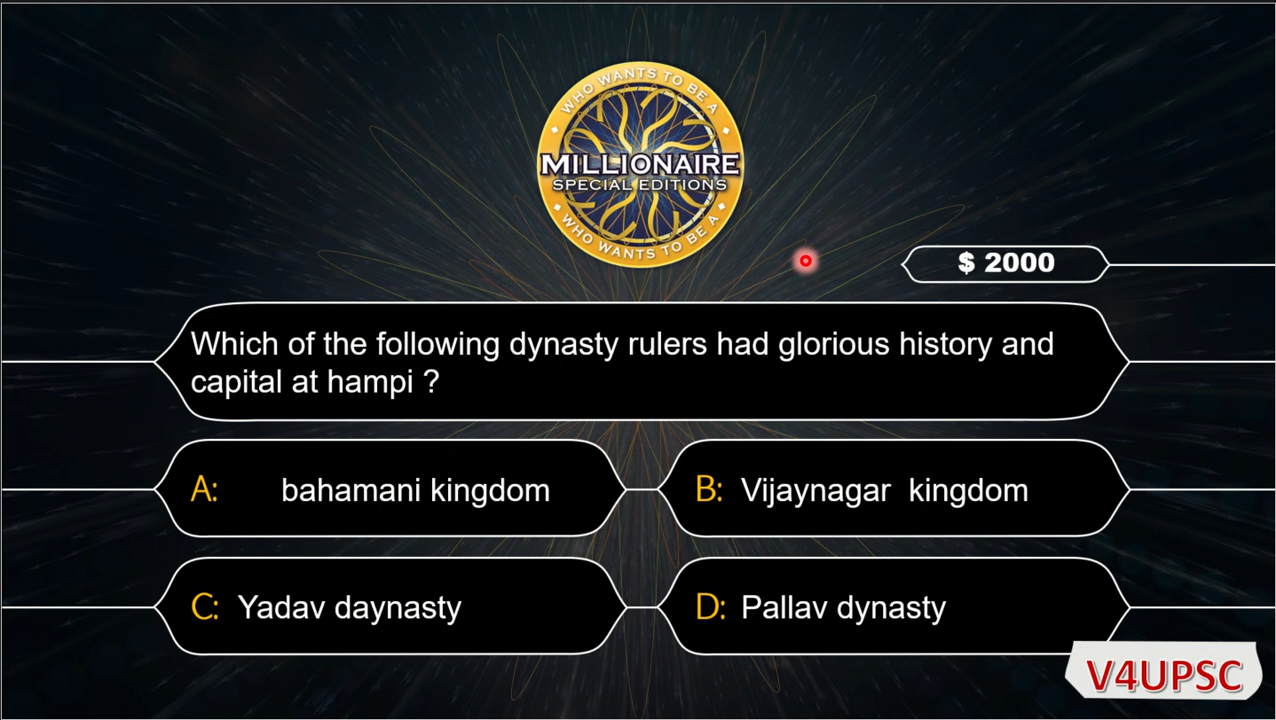 WHO WANTS TO BE A
MILLIONAIRE
SPECIAL EDITIONS
WHO WANTS TO BE A
$ 2000
Which of the following dynasty rulers had glorious history and
capital at hampi ?
A: bahamani kingdom
B: Vijaynagar kingdom
C: Yadav daynasty
D: Pallav dynasty
V4UPSC